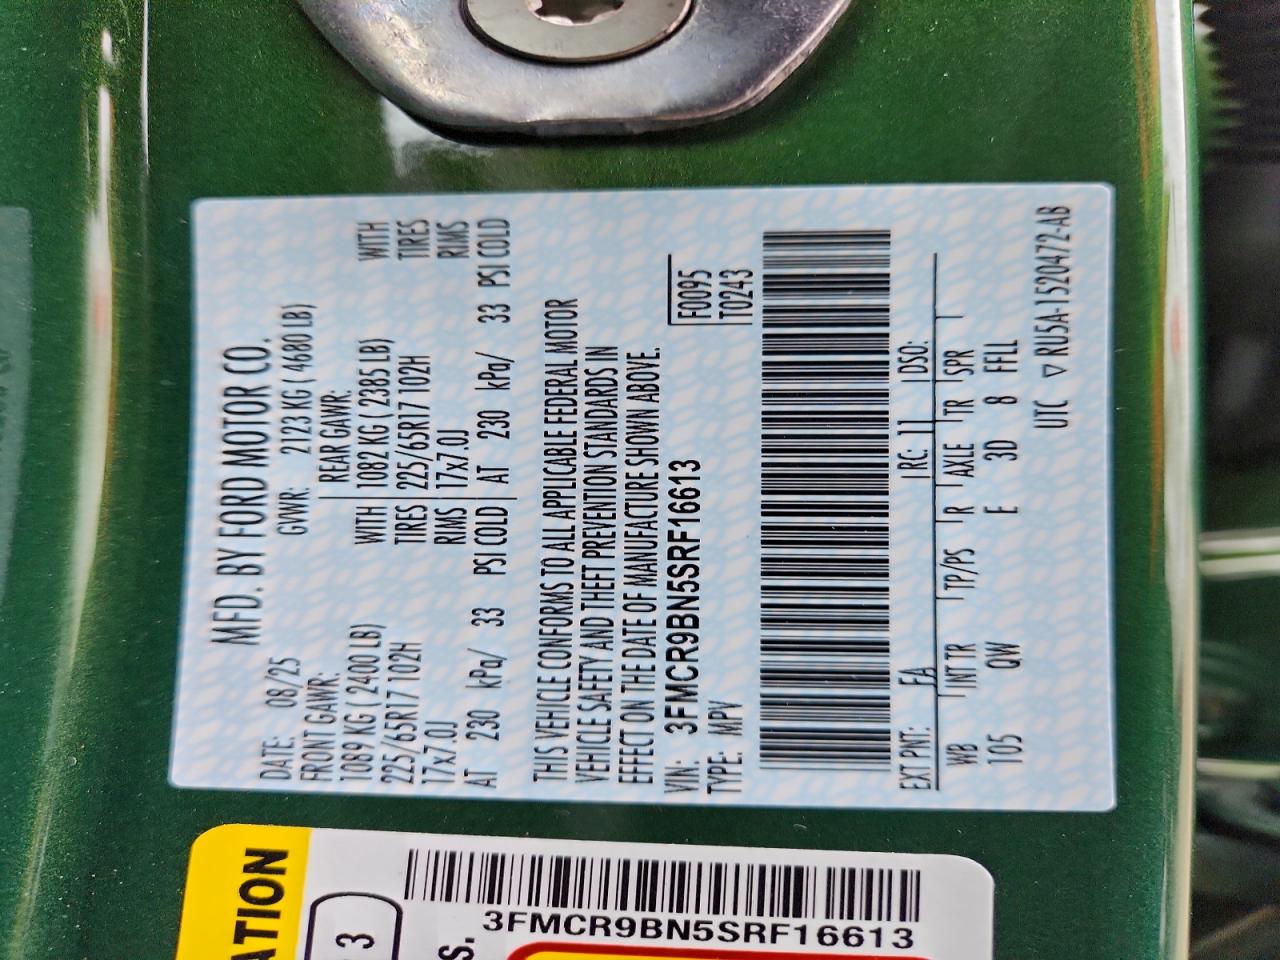 MFD. BY FORD MOTOR CO.
DATE: 08/25 GVWR: 2123 KG ( 4680 LB)
FRONT GAWR: REAR GAWR:
1089 KG ( 2400 LB) WITH 1082 KG ( 2385 LB) WITH
225/65R17 102H TIRES 225/65R17 102H TIRES
17x7.0J RIMS 17x7.0J RIMS
AT 230 kPa/ 33 PSI COLD AT 230 kPa/ 33 PSI COLD
THIS VEHICLE CONFORMS TO ALL APPLICABLE FEDERAL MOTOR
VEHICLE SAFETY AND THEFT PREVENTION STANDARDS IN
EFFECT ON THE DATE OF MANUFACTURE SHOWN ABOVE.
VIN: 3FMCR9BN5SRF16613 F0095
TYPE: MPV T0243
EXT PNT: FA RC: 11 DSO:
WB INT TR TP/PS R AXLE TR SPR
105 QW E 3D 8 FFLL
UTC ▽ RU5A-1520472-AB
ATION
3
S.
3FMCR9BN5SRF16613